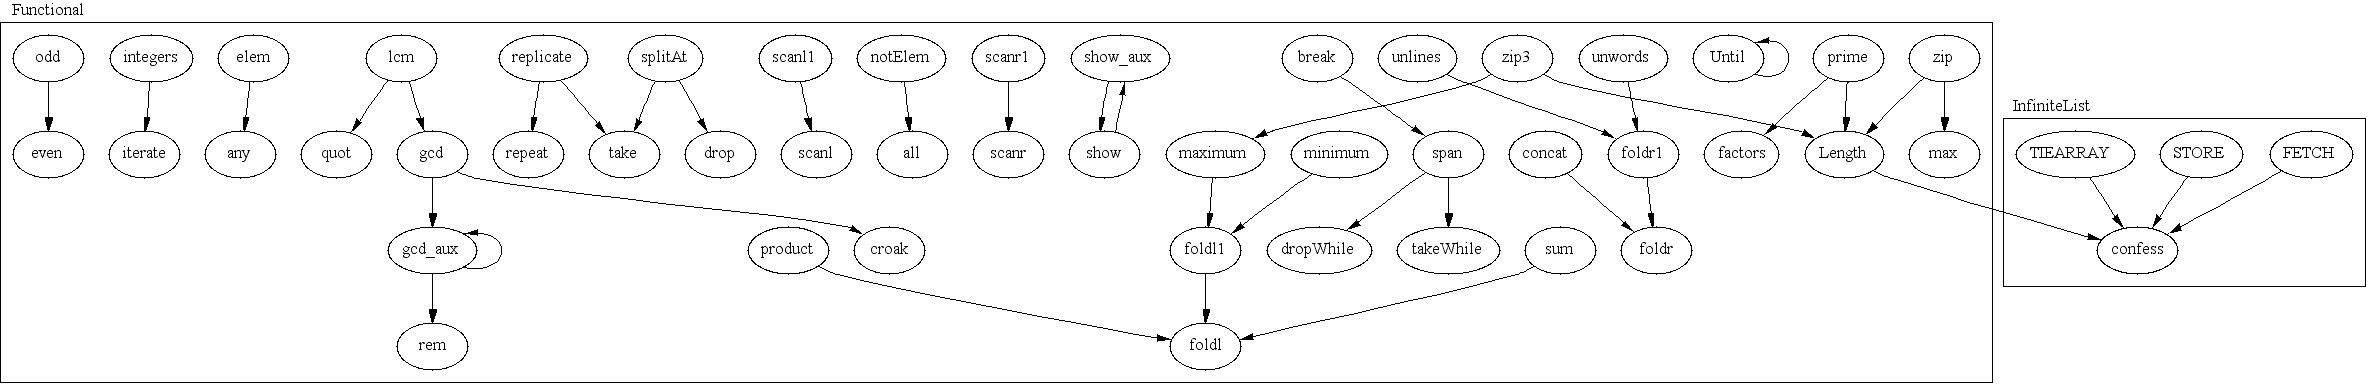 Functional
odd integers elem lcm replicate splitAt scanl1 notElem scanr1 show_aux break unlines zip3 unwords Until prime zip
InfiniteList
even iterate any quot gcd repeat take drop scanl all scanr show maximum minimum span concat foldr1 factors Length max TIEARRAY STORE FETCH
gcd_aux product croak foldl1 dropWhile takeWhile sum foldr confess
rem foldl